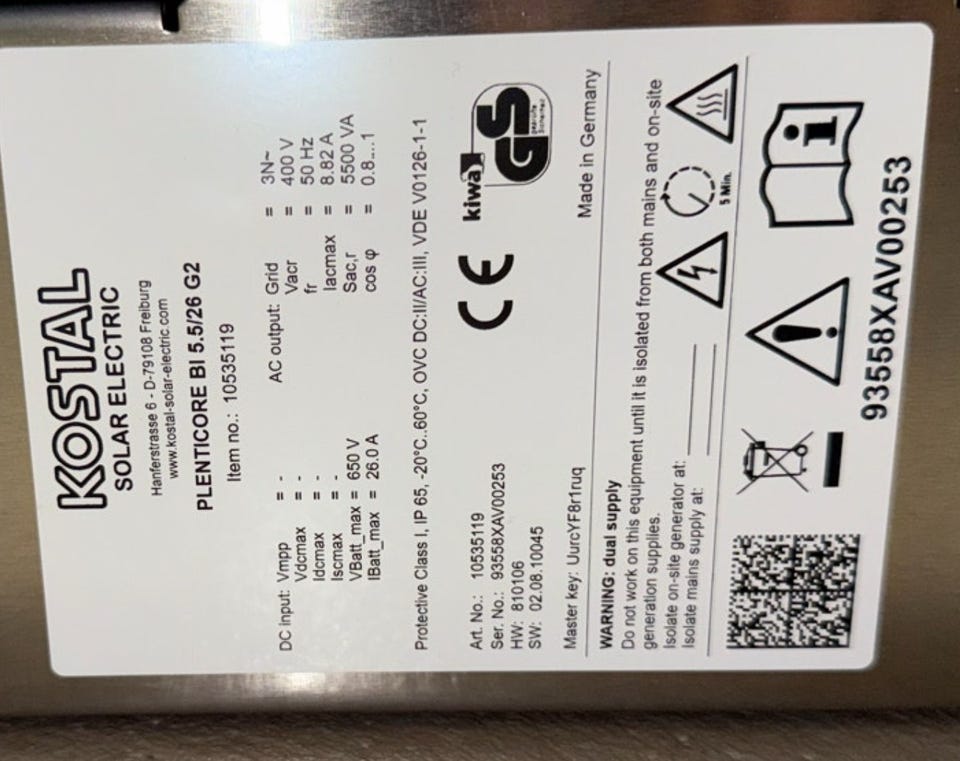 KOSTAL
SOLAR ELECTRIC
Hanferstrasse 6 - D-79108 Freiburg
www.kostal-solar-electric.com
PLENTICORE BI 5.5/26 G2
Item no.: 10535119
DC input: Vmpp = -
Vdcmax = -
Idcmax = -
Iscmax = -
VBatt_max = 650 V
IBatt_max = 26.0 A
AC output: Grid = 3N~
Vacr = 400 V
fr = 50 Hz
Iacmax = 8.82 A
Sac,r = 5500 VA
cos φ = 0.8....1
Protective Class I, IP 65, -20°C..60°C, OVC DC:II/AC:III, VDE V0126-1-1
Art. No.: 10535119
Ser. No.: 93558XAV00253
HW: 810106
SW: 02.08.10045
CE
kiwa
GS
geprüfte
Sicherheit
Master key: UurcYF8r1ruq
Made in Germany
WARNING: dual supply
Do not work on this equipment until it is isolated from both mains and on-site
generation supplies.
Isolate on-site generator at:
Isolate mains supply at:
5 Min.
93558XAV00253